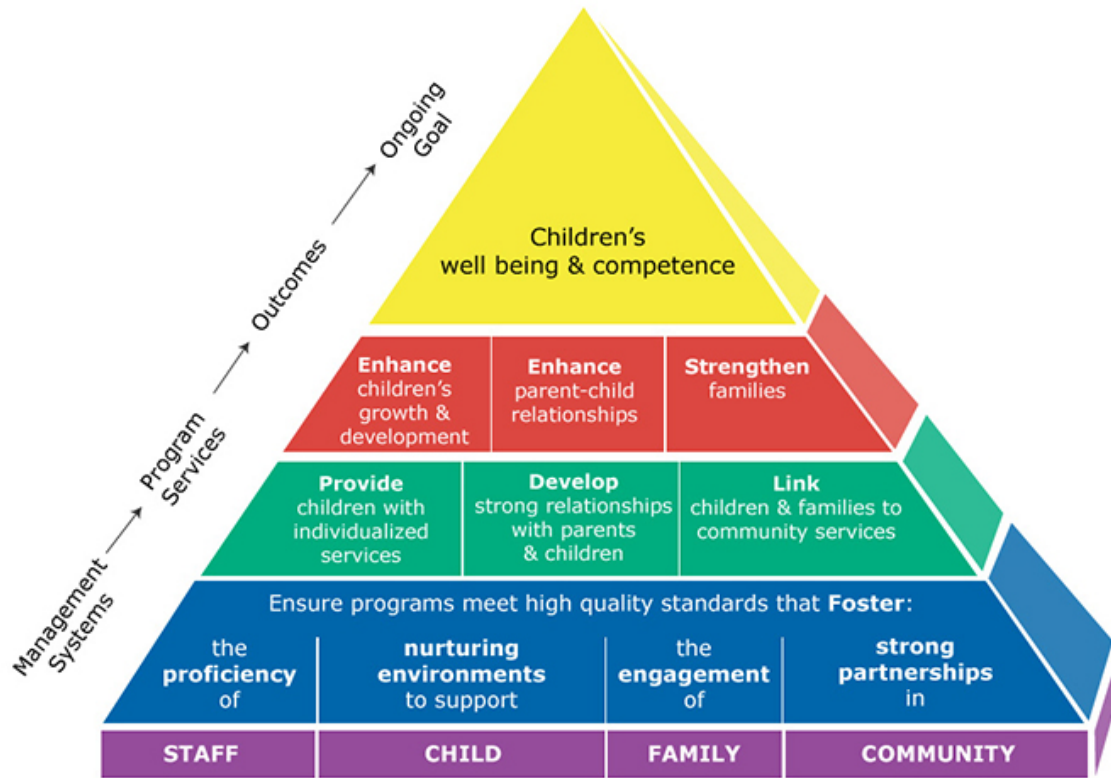 Ongoing
Goal
Outcomes
Program
Services
Management
Systems
Children's
well being & competence
Enhance
children's
growth &
development
Enhance
parent-child
relationships
Strengthen
families
Provide
children with
individualized
services
Develop
strong relationships
with parents
& children
Link
children & families to
community services
Ensure programs meet high quality standards that Foster:
the
proficiency
of
nurturing
environments
to support
the
engagement
of
strong
partnerships
in
STAFF
CHILD
FAMILY
COMMUNITY